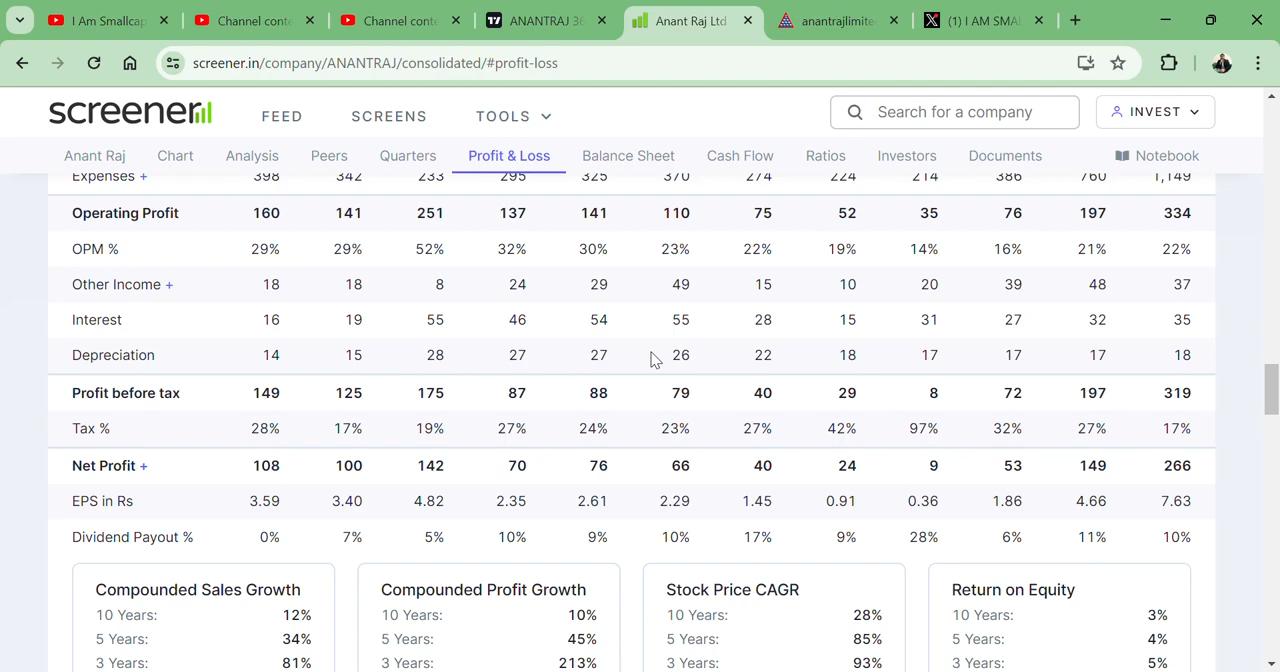 I Am Smallcap
Channel conte
Channel conte
ANANTRAJ 36
Anant Raj Ltd
anantrajlimite
(1) I AM SMAL
screener.in/company/ANANTRAJ/consolidated/#profit-loss
screener
FEED
SCREENS
TOOLS
Search for a company
INVEST
Anant Raj Chart Analysis Peers Quarters Profit & Loss Balance Sheet Cash Flow Ratios Investors Documents Notebook
Expenses + 398 342 233 295 325 370 274 224 214 386 760 1,149
Operating Profit 160 141 251 137 141 110 75 52 35 76 197 334
OPM % 29% 29% 52% 32% 30% 23% 22% 19% 14% 16% 21% 22%
Other Income + 18 18 8 24 29 49 15 10 20 39 48 37
Interest 16 19 55 46 54 55 28 15 31 27 32 35
Depreciation 14 15 28 27 27 26 22 18 17 17 17 18
Profit before tax 149 125 175 87 88 79 40 29 8 72 197 319
Tax % 28% 17% 19% 27% 24% 23% 27% 42% 97% 32% 27% 17%
Net Profit + 108 100 142 70 76 66 40 24 9 53 149 266
EPS in Rs 3.59 3.40 4.82 2.35 2.61 2.29 1.45 0.91 0.36 1.86 4.66 7.63
Dividend Payout % 0% 7% 5% 10% 9% 10% 17% 9% 28% 6% 11% 10%
Compounded Sales Growth
10 Years: 12%
5 Years: 34%
3 Years: 81%
Compounded Profit Growth
10 Years: 10%
5 Years: 45%
3 Years: 213%
Stock Price CAGR
10 Years: 28%
5 Years: 85%
3 Years: 93%
Return on Equity
10 Years: 3%
5 Years: 4%
3 Years: 5%